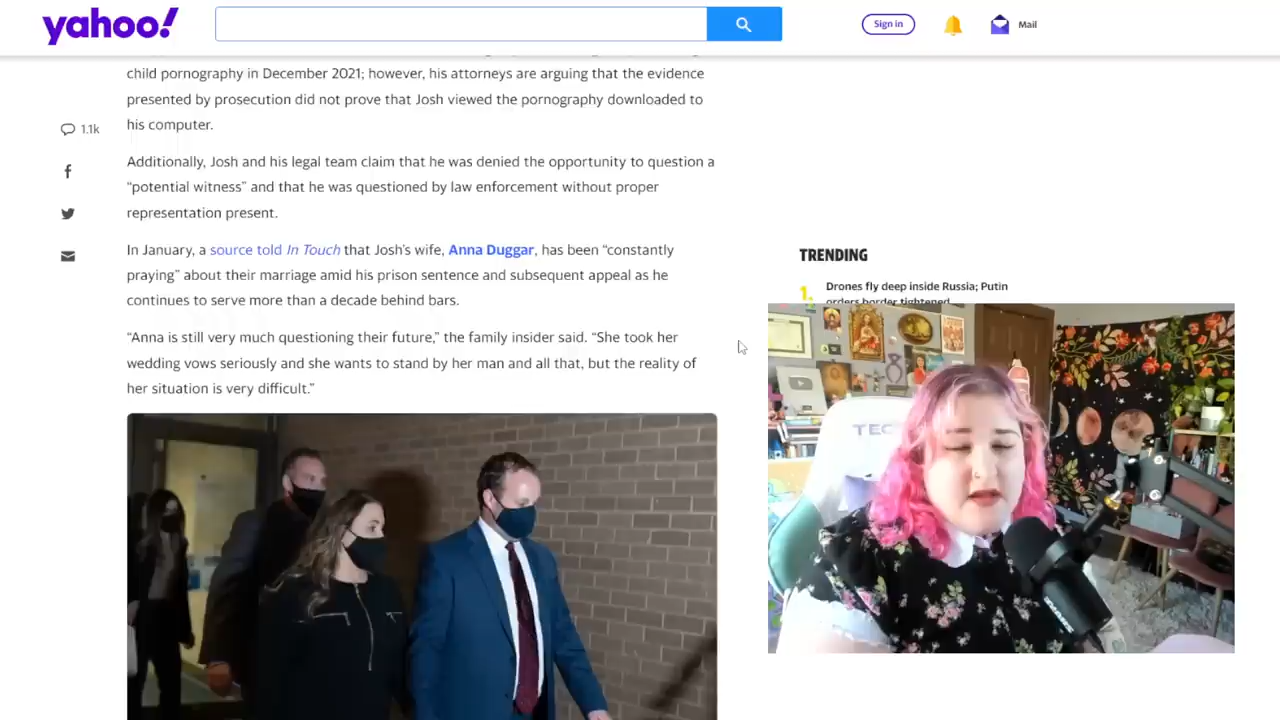 yahoo!
Sign in
Mail
child pornography in December 2021; however, his attorneys are arguing that the evidence
presented by prosecution did not prove that Josh viewed the pornography downloaded to
his computer.
1.1k
Additionally, Josh and his legal team claim that he was denied the opportunity to question a
“potential witness” and that he was questioned by law enforcement without proper
representation present.
In January, a source told In Touch that Josh’s wife, Anna Duggar, has been “constantly
praying” about their marriage amid his prison sentence and subsequent appeal as he
continues to serve more than a decade behind bars.
“Anna is still very much questioning their future,” the family insider said. “She took her
wedding vows seriously and she wants to stand by her man and all that, but the reality of
her situation is very difficult.”
TRENDING
1. Drones fly deep inside Russia; Putin
orders border tightened
TEC